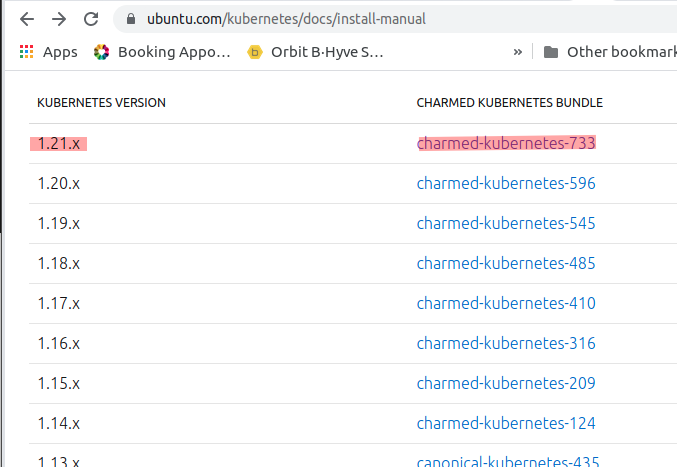 ubuntu.com/kubernetes/docs/install-manual
Apps Booking Appo... Orbit B·Hyve S... » Other bookmark
KUBERNETES VERSION CHARMED KUBERNETES BUNDLE
1.21.x charmed-kubernetes-733
1.20.x charmed-kubernetes-596
1.19.x charmed-kubernetes-545
1.18.x charmed-kubernetes-485
1.17.x charmed-kubernetes-410
1.16.x charmed-kubernetes-316
1.15.x charmed-kubernetes-209
1.14.x charmed-kubernetes-124
1.13.x canonical-kubernetes-435